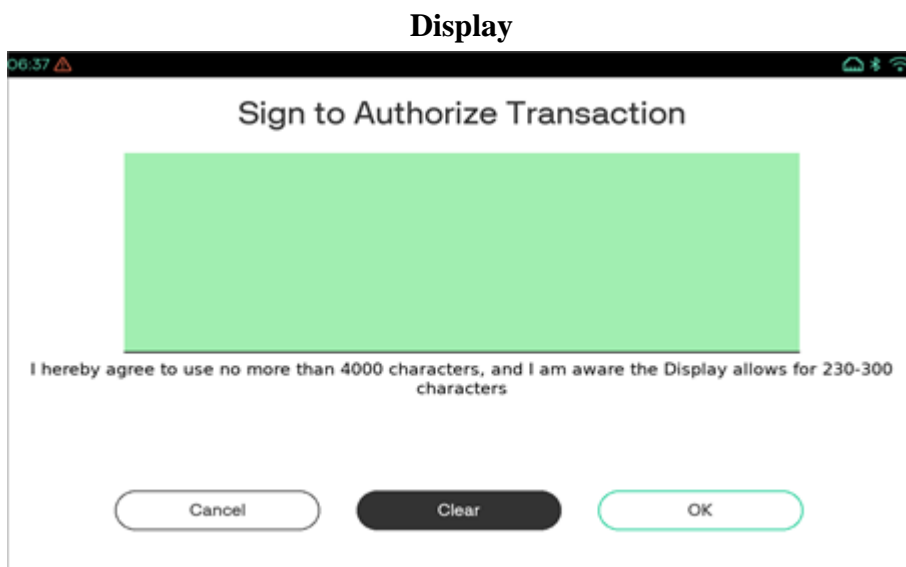 Display
06:37
Sign to Authorize Transaction
I hereby agree to use no more than 4000 characters, and I am aware the Display allows for 230-300
characters
Cancel Clear OK